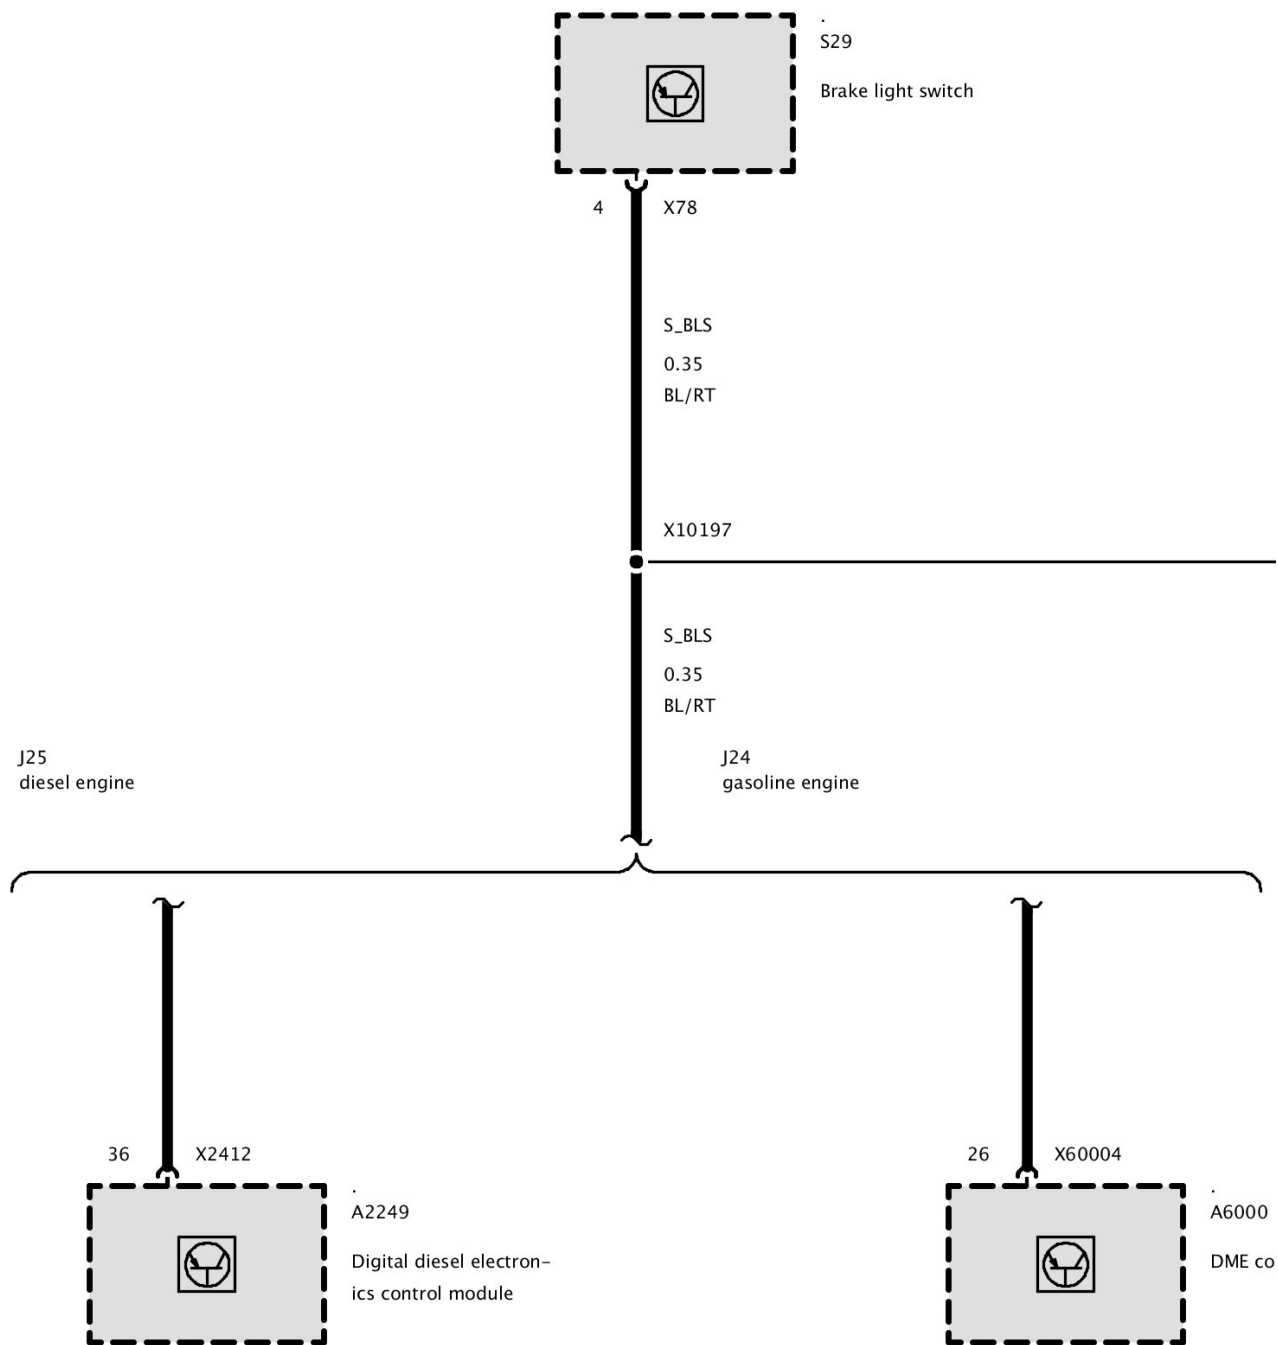 .
S29
Brake light switch
4 X78
S_BLS
0.35
BL/RT
X10197
S_BLS
0.35
BL/RT
J25
diesel engine
J24
gasoline engine
36 X2412
26 X60004
.
A2249
Digital diesel electron-
ics control module
.
A6000
DME co